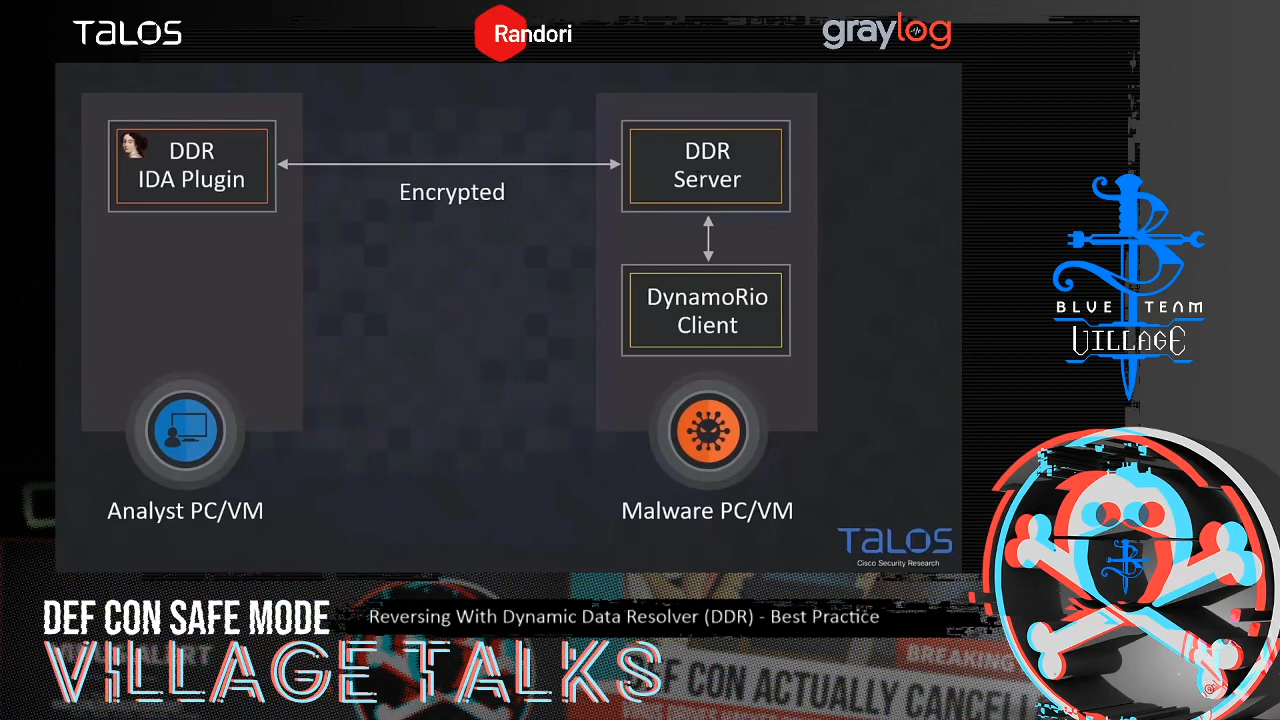 TALOS
Randori
graylog
DDR
IDA Plugin
Encrypted
DDR
Server
DynamoRio
Client
Analyst PC/VM
Malware PC/VM
TALOS
Cisco Security Research
BLUE TEAM
VILLAGE
DEF CON SAFE MODE
Reversing With Dynamic Data Resolver (DDR) - Best Practice
VILLAGE TALKS
BREAKING
DEF CON ACTUALLY CANCELL